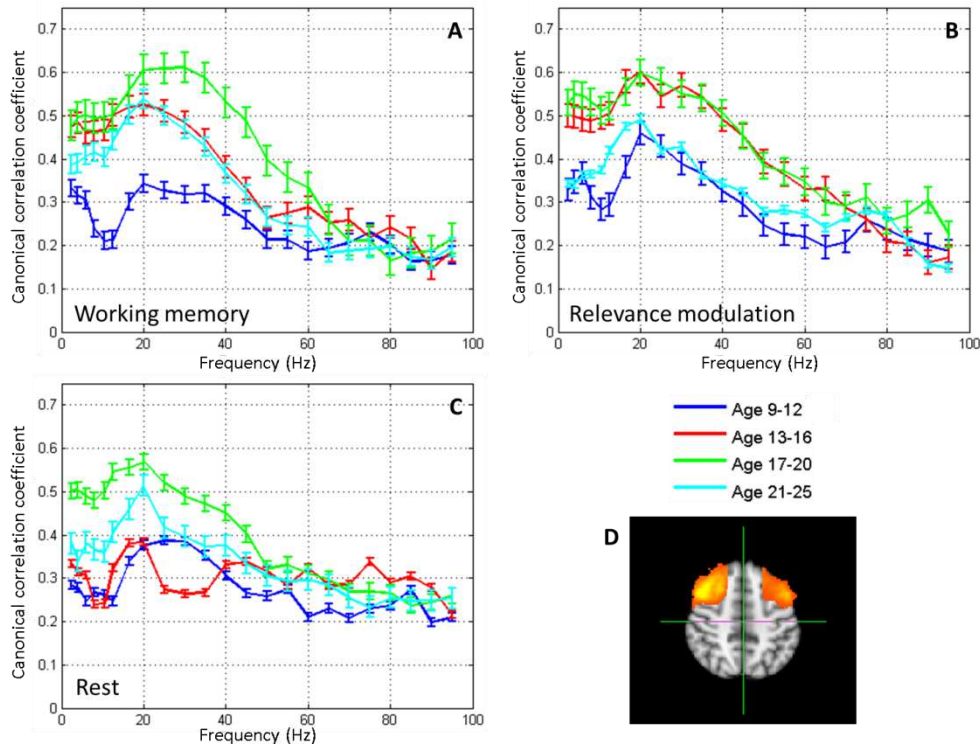 A
Canonical correlation coefficient
0.7
0.6
0.5
0.4
0.3
0.2
0.1
0
0 20 40 60 80 100
Working memory
Frequency (Hz)
B
Canonical correlation coefficient
0.7
0.6
0.5
0.4
0.3
0.2
0.1
0
0 20 40 60 80 100
Relevance modulation
Frequency (Hz)
C
Canonical correlation coefficient
0.7
0.6
0.5
0.4
0.3
0.2
0.1
0
0 20 40 60 80 100
Rest
Frequency (Hz)
Age 9-12
Age 13-16
Age 17-20
Age 21-25
D